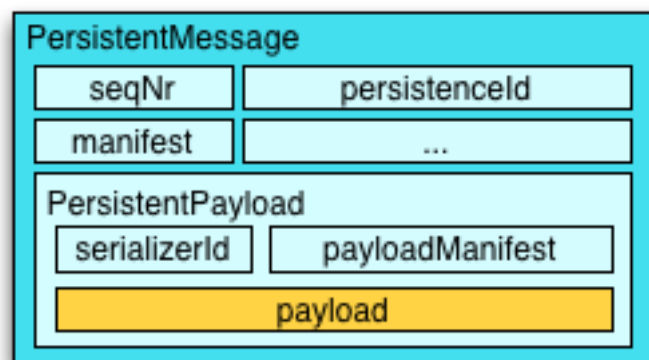 PersistentMessage
seqNr persistenceId
manifest ...
PersistentPayload
serializerId payloadManifest
payload